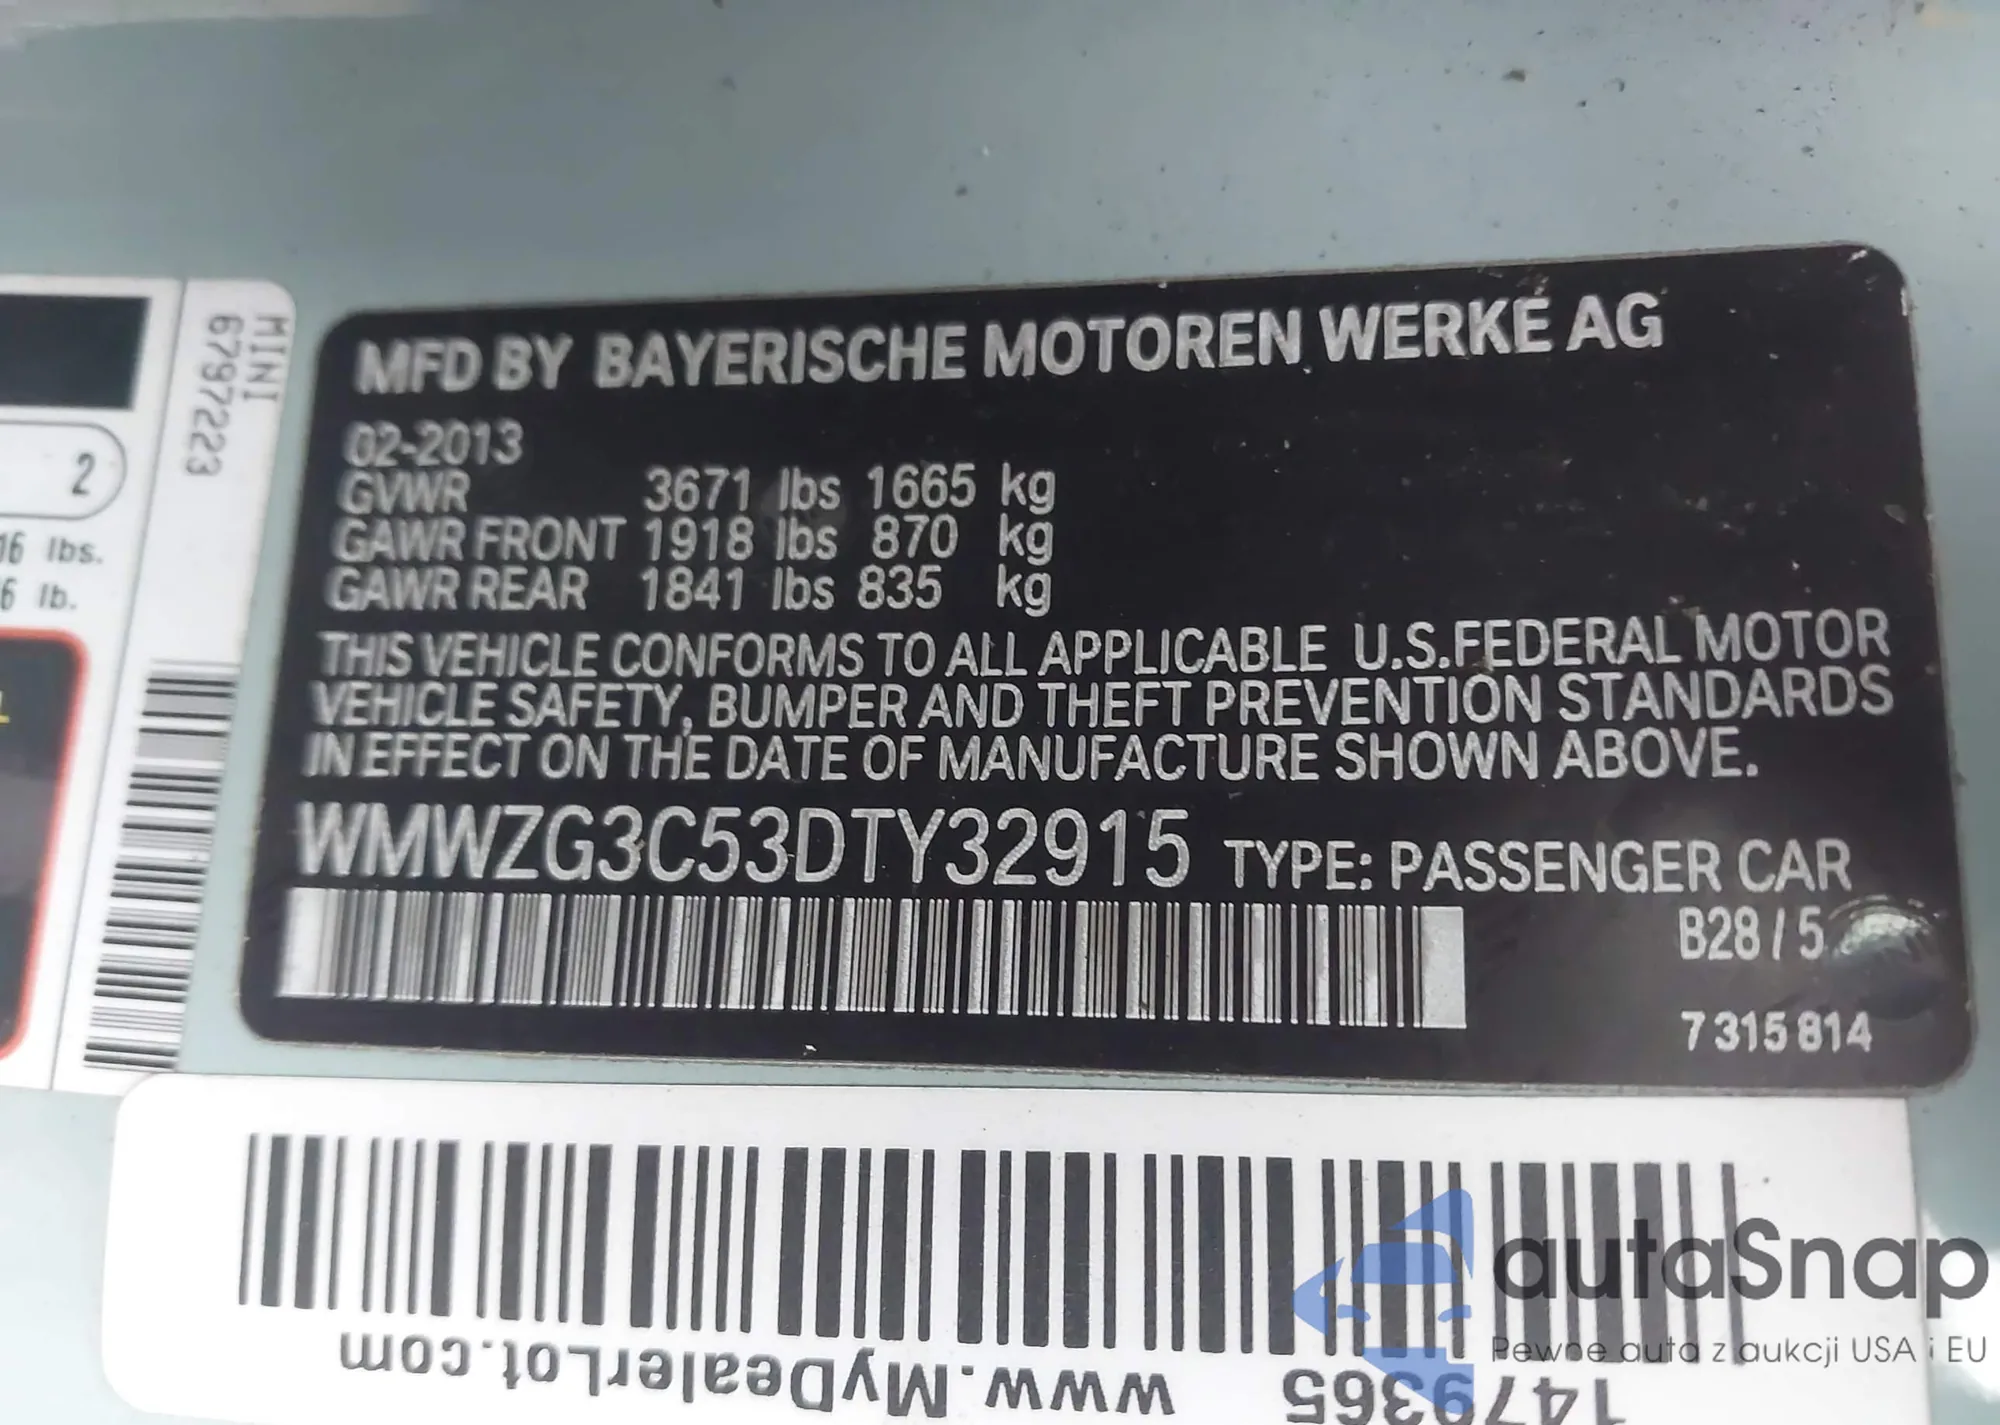 MINI
6797223
2
16 lbs.
6 lb.
L
MFD BY BAYERISCHE MOTOREN WERKE AG
02-2013
GVWR 3671 lbs 1665 kg
GAWR FRONT 1918 lbs 870 kg
GAWR REAR 1841 lbs 835 kg
THIS VEHICLE CONFORMS TO ALL APPLICABLE U.S.FEDERAL MOTOR
VEHICLE SAFETY, BUMPER AND THEFT PREVENTION STANDARDS
IN EFFECT ON THE DATE OF MANUFACTURE SHOWN ABOVE.
WMWZG3C53DTY32915 TYPE: PASSENGER CAR
B28 / 5
7315814
www.MyDealerLot.com
1479365
autaSnap
Pewne auta z aukcji USA i EU